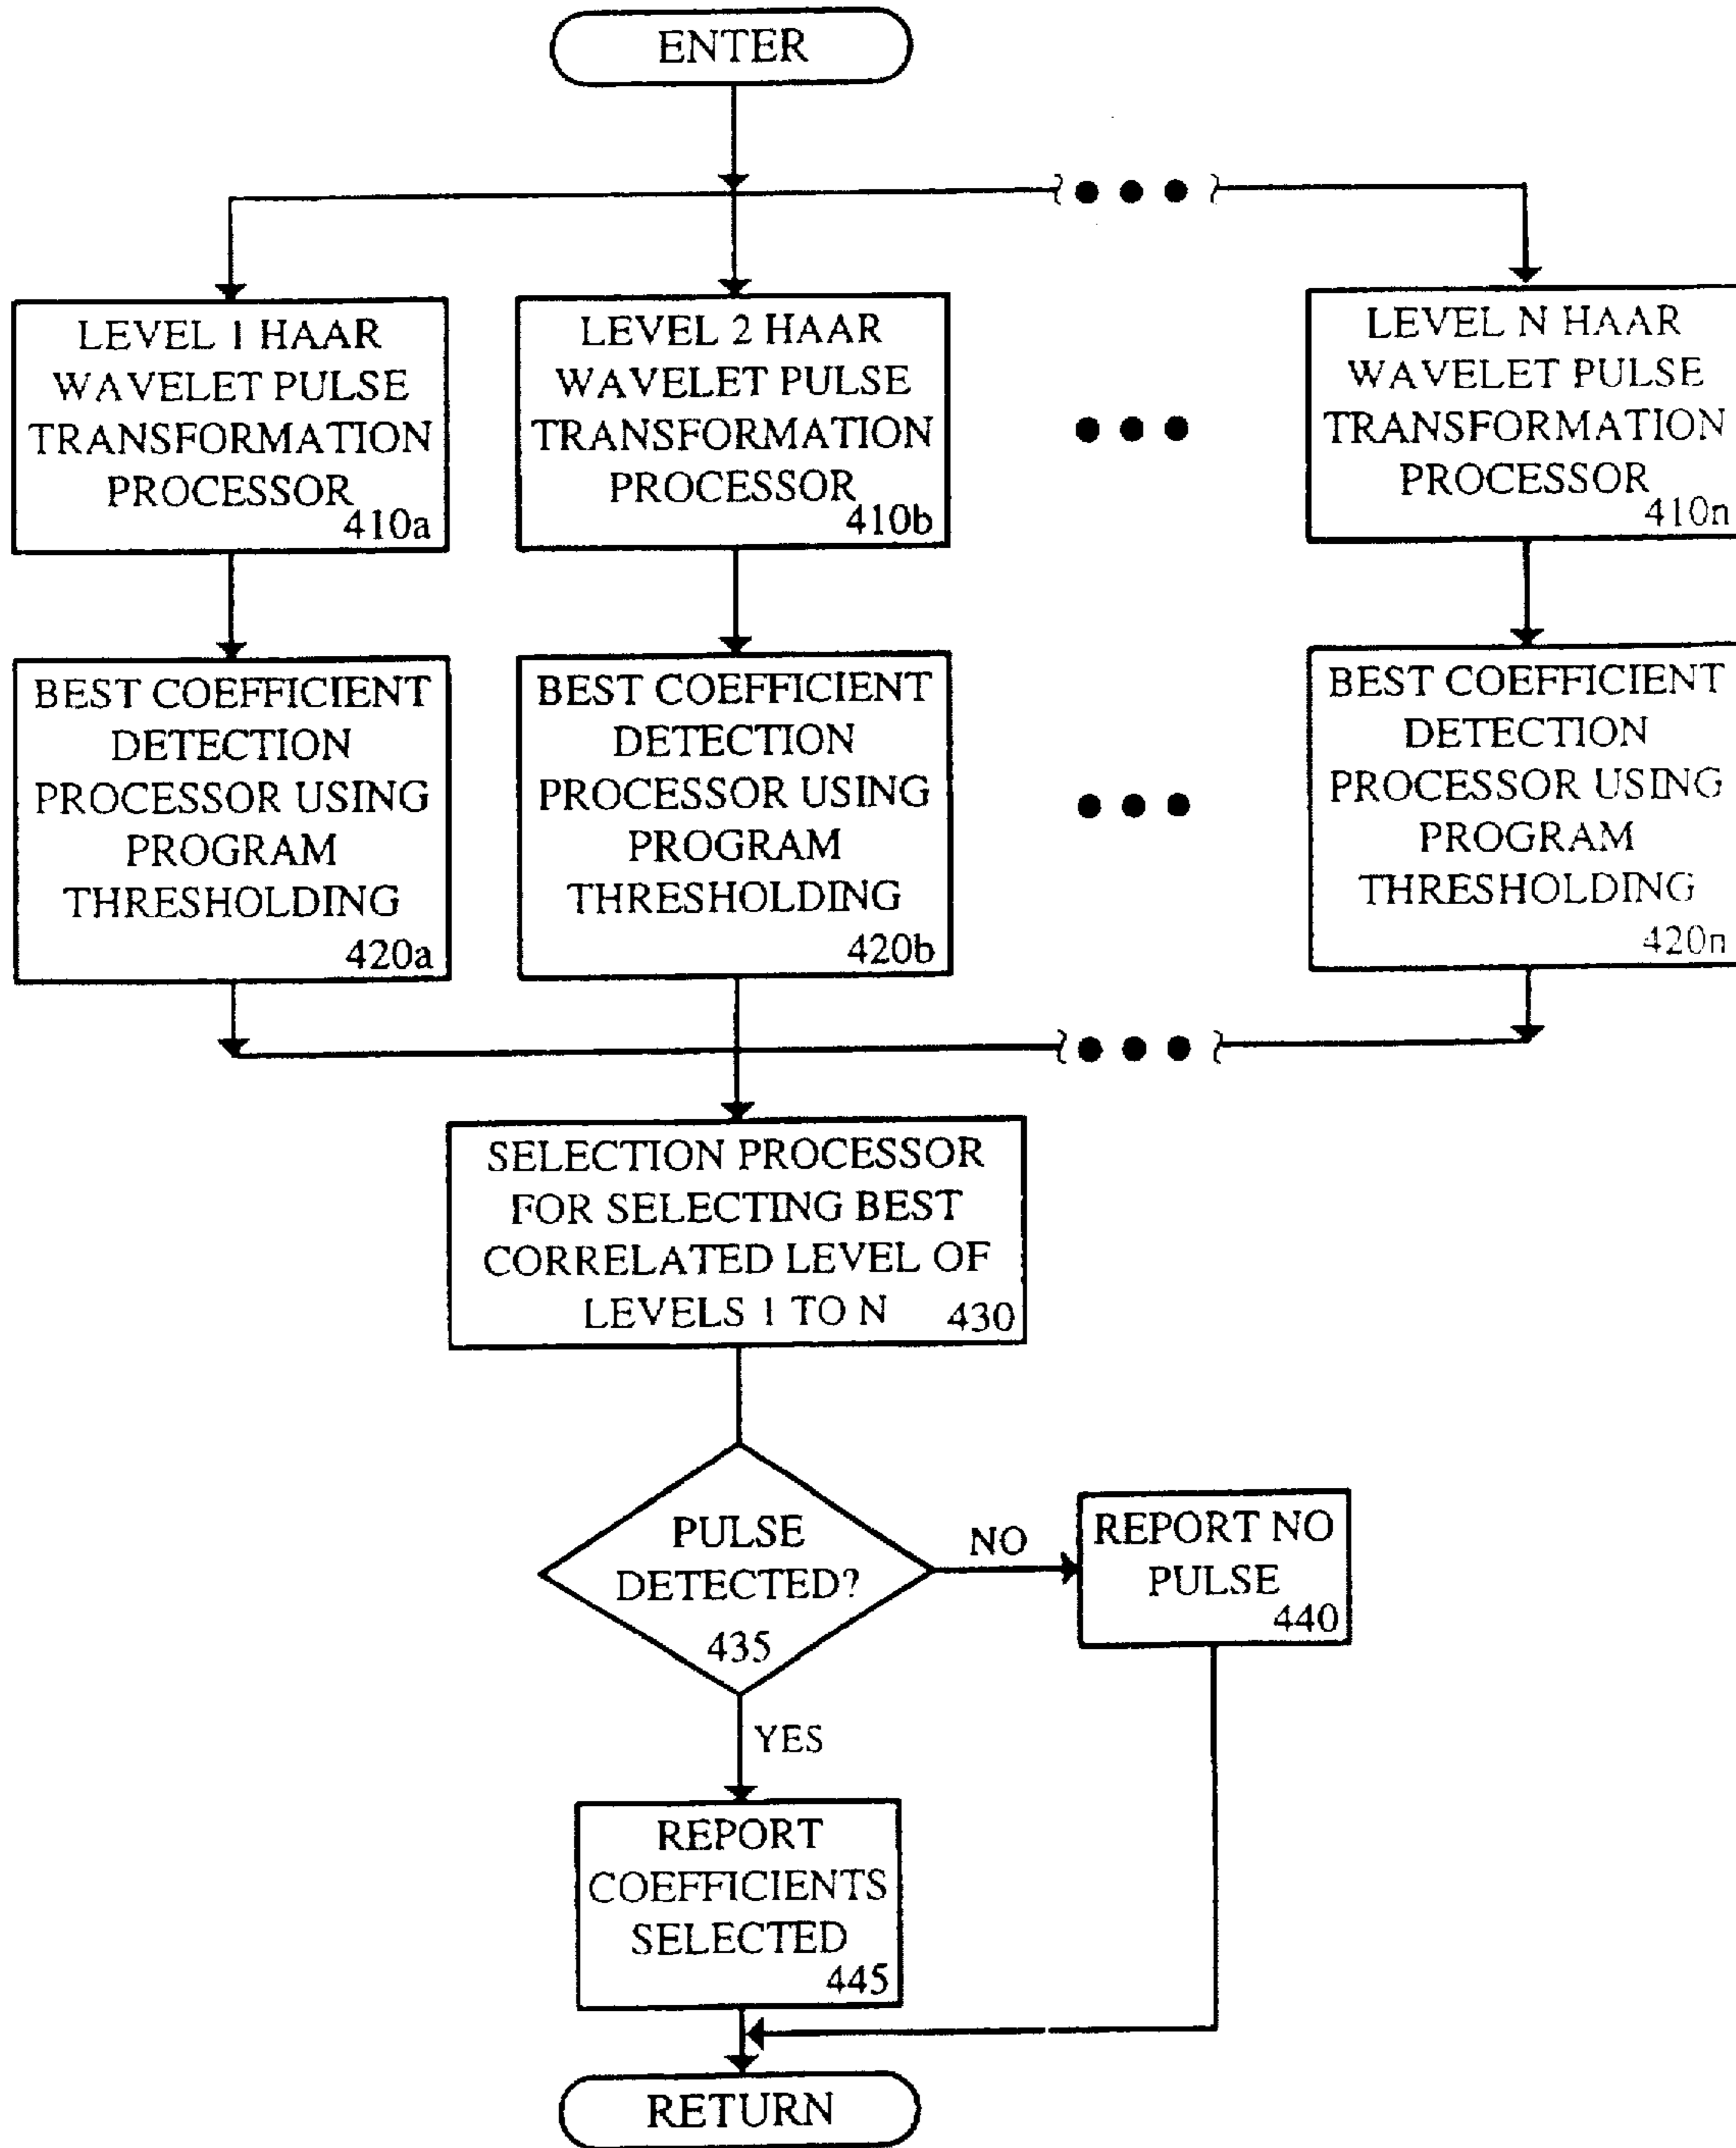 ENTER
LEVEL 1 HAAR
WAVELET PULSE
TRANSFORMATION
PROCESSOR
410a
LEVEL 2 HAAR
WAVELET PULSE
TRANSFORMATION
PROCESSOR
410b
LEVEL N HAAR
WAVELET PULSE
TRANSFORMATION
PROCESSOR
410n
BEST COEFFICIENT
DETECTION
PROCESSOR USING
PROGRAM
THRESHOLDING
420a
BEST COEFFICIENT
DETECTION
PROCESSOR USING
PROGRAM
THRESHOLDING
420b
BEST COEFFICIENT
DETECTION
PROCESSOR USING
PROGRAM
THRESHOLDING
420n
SELECTION PROCESSOR
FOR SELECTING BEST
CORRELATED LEVEL OF
LEVELS 1 TO N 430
PULSE
DETECTED?
435
NO
REPORT NO
PULSE
440
YES
REPORT
COEFFICIENTS
SELECTED
445
RETURN